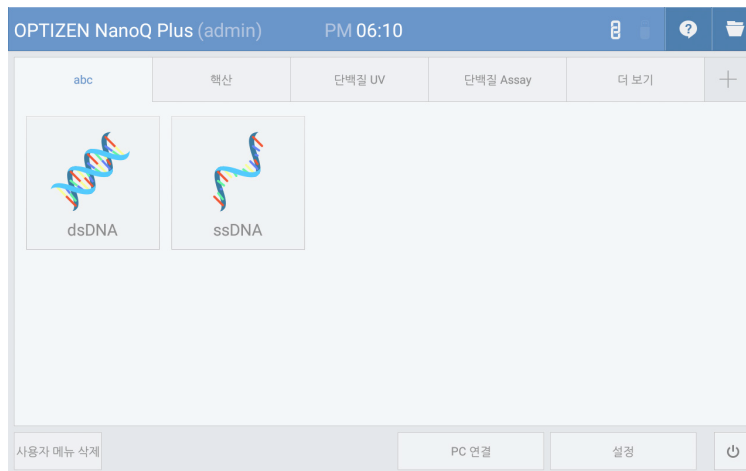 OPTIZEN NanoQ Plus (admin) PM 06:10
abc 핵산 단백질 UV 단백질 Assay 더 보기
dsDNA ssDNA
사용자 메뉴 삭제 PC 연결 설정